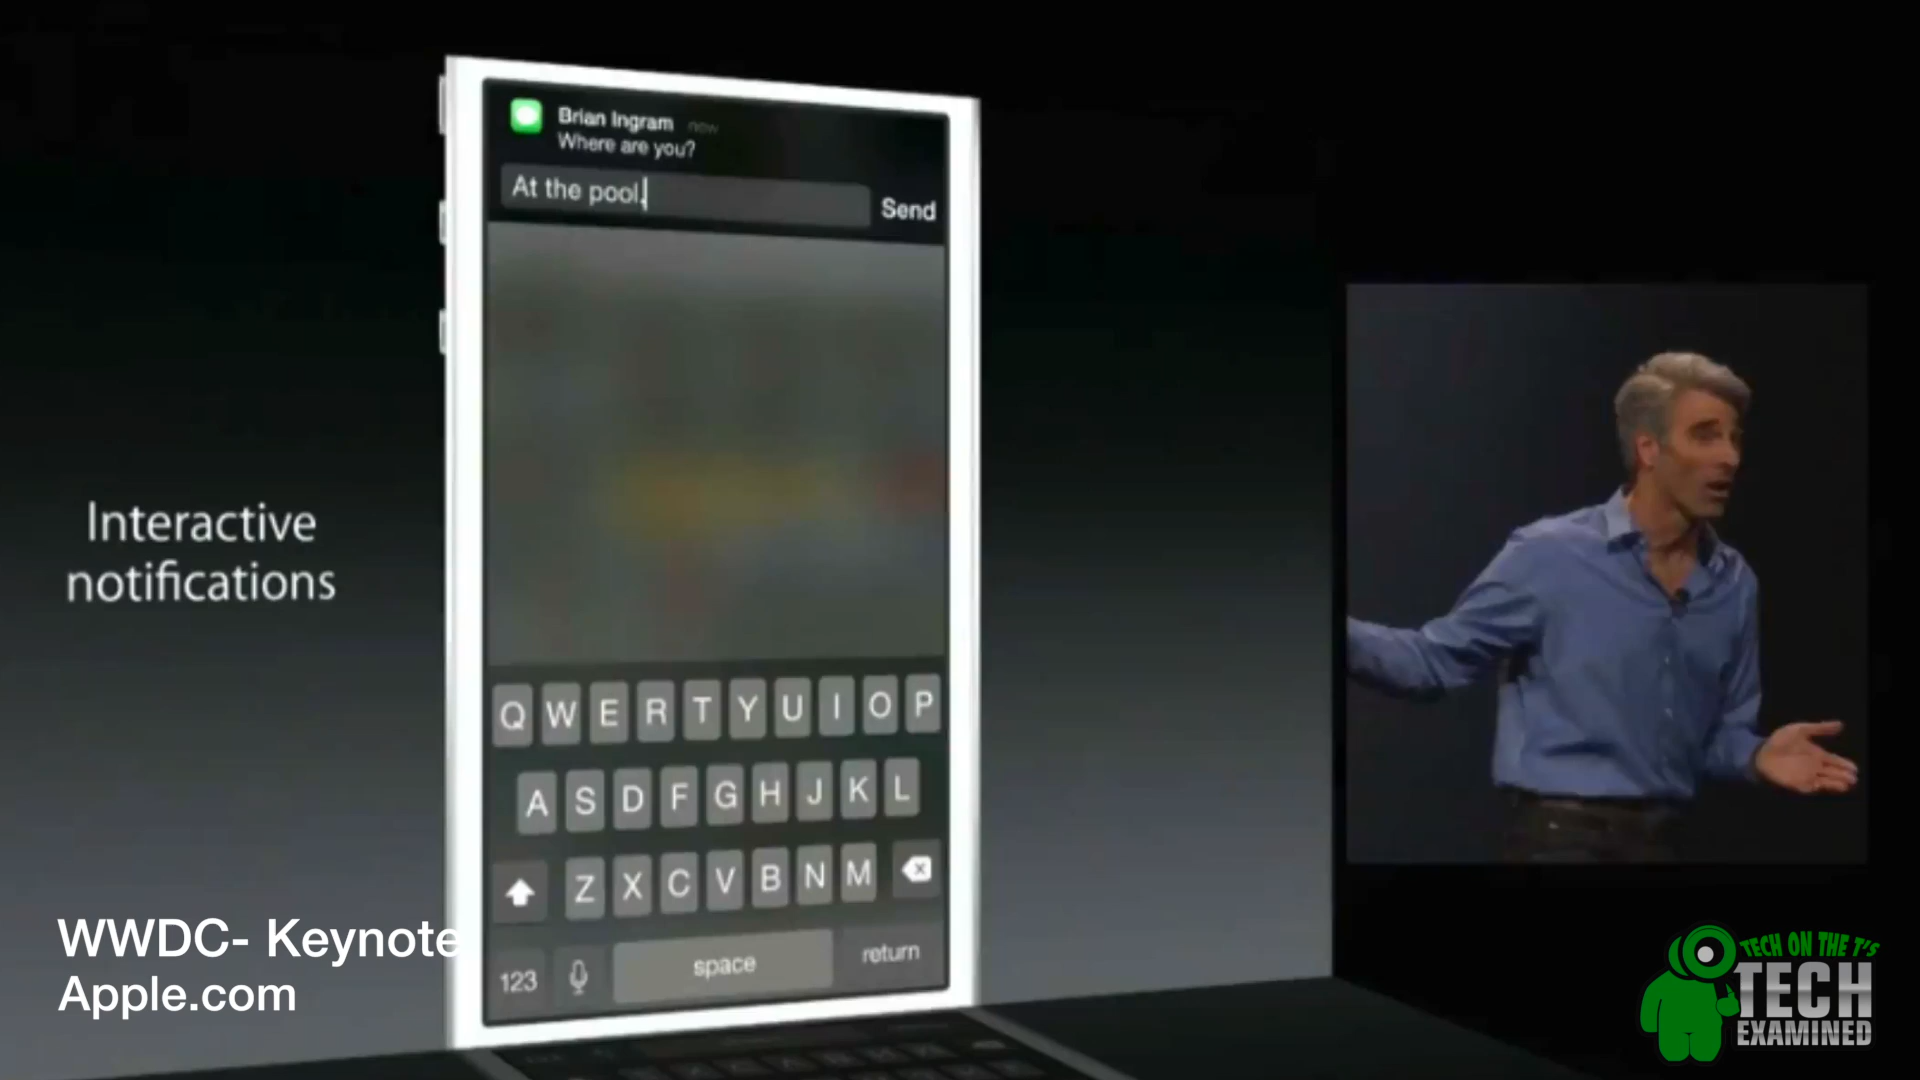 Brian Ingram now
Where are you?
At the pool.
Send
Interactive
notifications
Q W E R T Y U I O P
A S D F G H J K L
Z X C V B N M
123
space
return
WWDC- Keynote
Apple.com
TECH ON THE T'S
TECH
EXAMINED